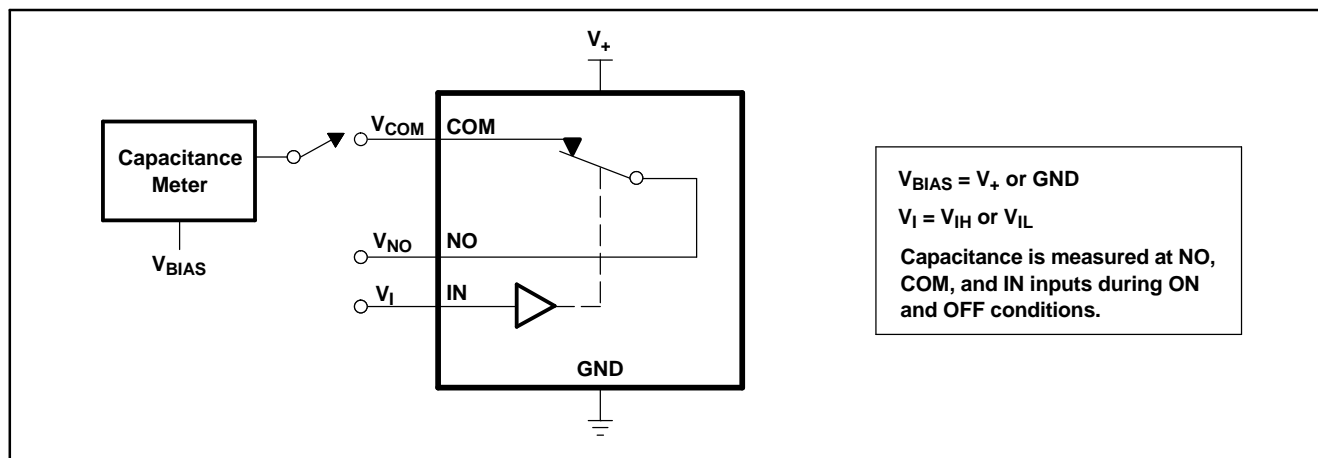 V+
VCOM
COM
Capacitance
Meter
VBIAS
VNO
NO
VI
IN
GND
VBIAS = V+ or GND
VI = VIH or VIL
Capacitance is measured at NO,
COM, and IN inputs during ON
and OFF conditions.